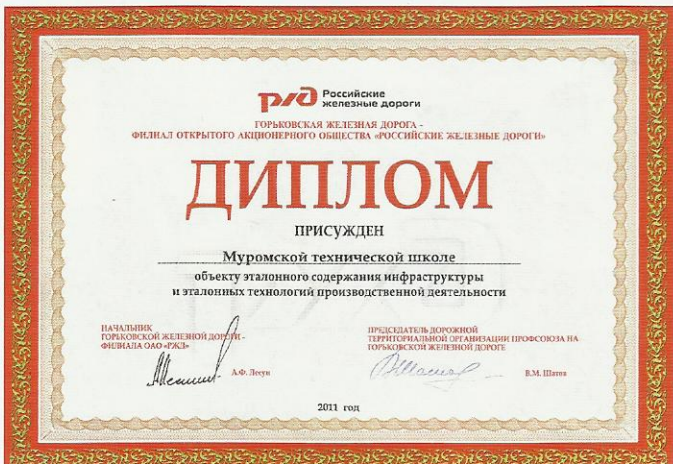 ржд Российские
железные дороги
ГОРЬКОВСКАЯ ЖЕЛЕЗНАЯ ДОРОГА -
ФИЛИАЛ ОТКРЫТОГО АКЦИОНЕРНОГО ОБЩЕСТВА «РОССИЙСКИЕ ЖЕЛЕЗНЫЕ ДОРОГИ»
ДИПЛОМ
ПРИСУЖДЕН
Муромской технической школе
объекту эталонного содержания инфраструктуры
и эталонных технологий производственной деятельности
НАЧАЛЬНИК
ГОРЬКОВСКОЙ ЖЕЛЕЗНОЙ ДОРОГИ -
ФИЛИАЛА ОАО «РЖД»
А.Ф. Лесун
ПРЕДСЕДАТЕЛЬ ДОРОЖНОЙ
ТЕРРИТОРИАЛЬНОЙ ОРГАНИЗАЦИИ ПРОФСОЮЗА НА
ГОРЬКОВСКОЙ ЖЕЛЕЗНОЙ ДОРОГЕ
В.М. Шатов
2011 год